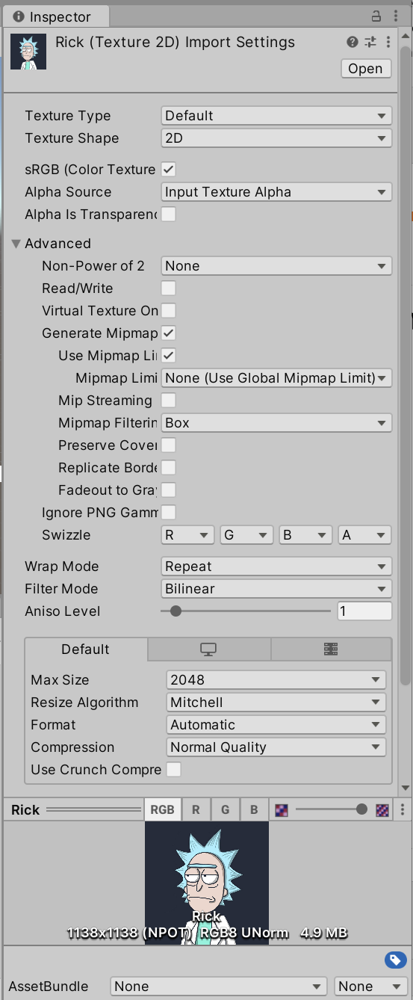 Inspector
Rick (Texture 2D) Import Settings
Open
Texture Type Default
Texture Shape 2D
sRGB (Color Texture
Alpha Source Input Texture Alpha
Alpha Is Transparenc
Advanced
Non-Power of 2 None
Read/Write
Virtual Texture On
Generate Mipmap
Use Mipmap Li
Mipmap Limi None (Use Global Mipmap Limit)
Mip Streaming
Mipmap Filterin Box
Preserve Cover
Replicate Borde
Fadeout to Gray
Ignore PNG Gamm
Swizzle R G B A
Wrap Mode Repeat
Filter Mode Bilinear
Aniso Level 1
Default
Max Size 2048
Resize Algorithm Mitchell
Format Automatic
Compression Normal Quality
Use Crunch Compre
Rick RGB R G B
Rick
1138x1138 (NPOT) RGB8 UNorm 4.9 MB
AssetBundle None None